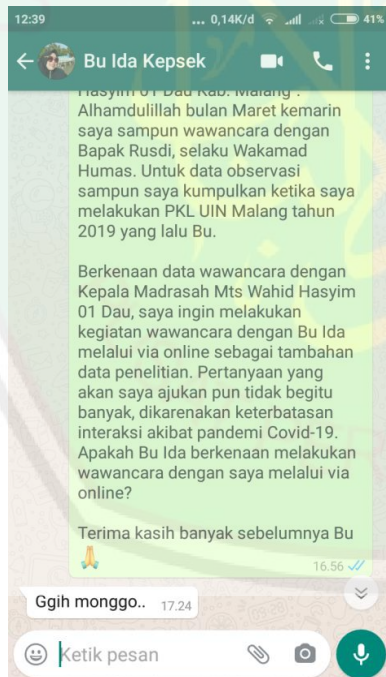 12:39 ... 0,14K/d 41%
Bu Ida Kepsek
Hasyim 01 Dau Kab. Malang".
Alhamdulillah bulan Maret kemarin
saya sampun wawancara dengan
Bapak Rusdi, selaku Wakamad
Humas. Untuk data observasi
sampun saya kumpulkan ketika saya
melakukan PKL UIN Malang tahun
2019 yang lalu Bu.
Berkenaan data wawancara dengan
Kepala Madrasah Mts Wahid Hasyim
01 Dau, saya ingin melakukan
kegiatan wawancara dengan Bu Ida
melalui via online sebagai tambahan
data penelitian. Pertanyaan yang
akan saya ajukan pun tidak begitu
banyak, dikarenakan keterbatasan
interaksi akibat pandemi Covid-19.
Apakah Bu Ida berkenaan melakukan
wawancara dengan saya melalui via
online?
Terima kasih banyak sebelumnya Bu
🙏
16.56
Ggih monggo.. 17.24
Ketik pesan